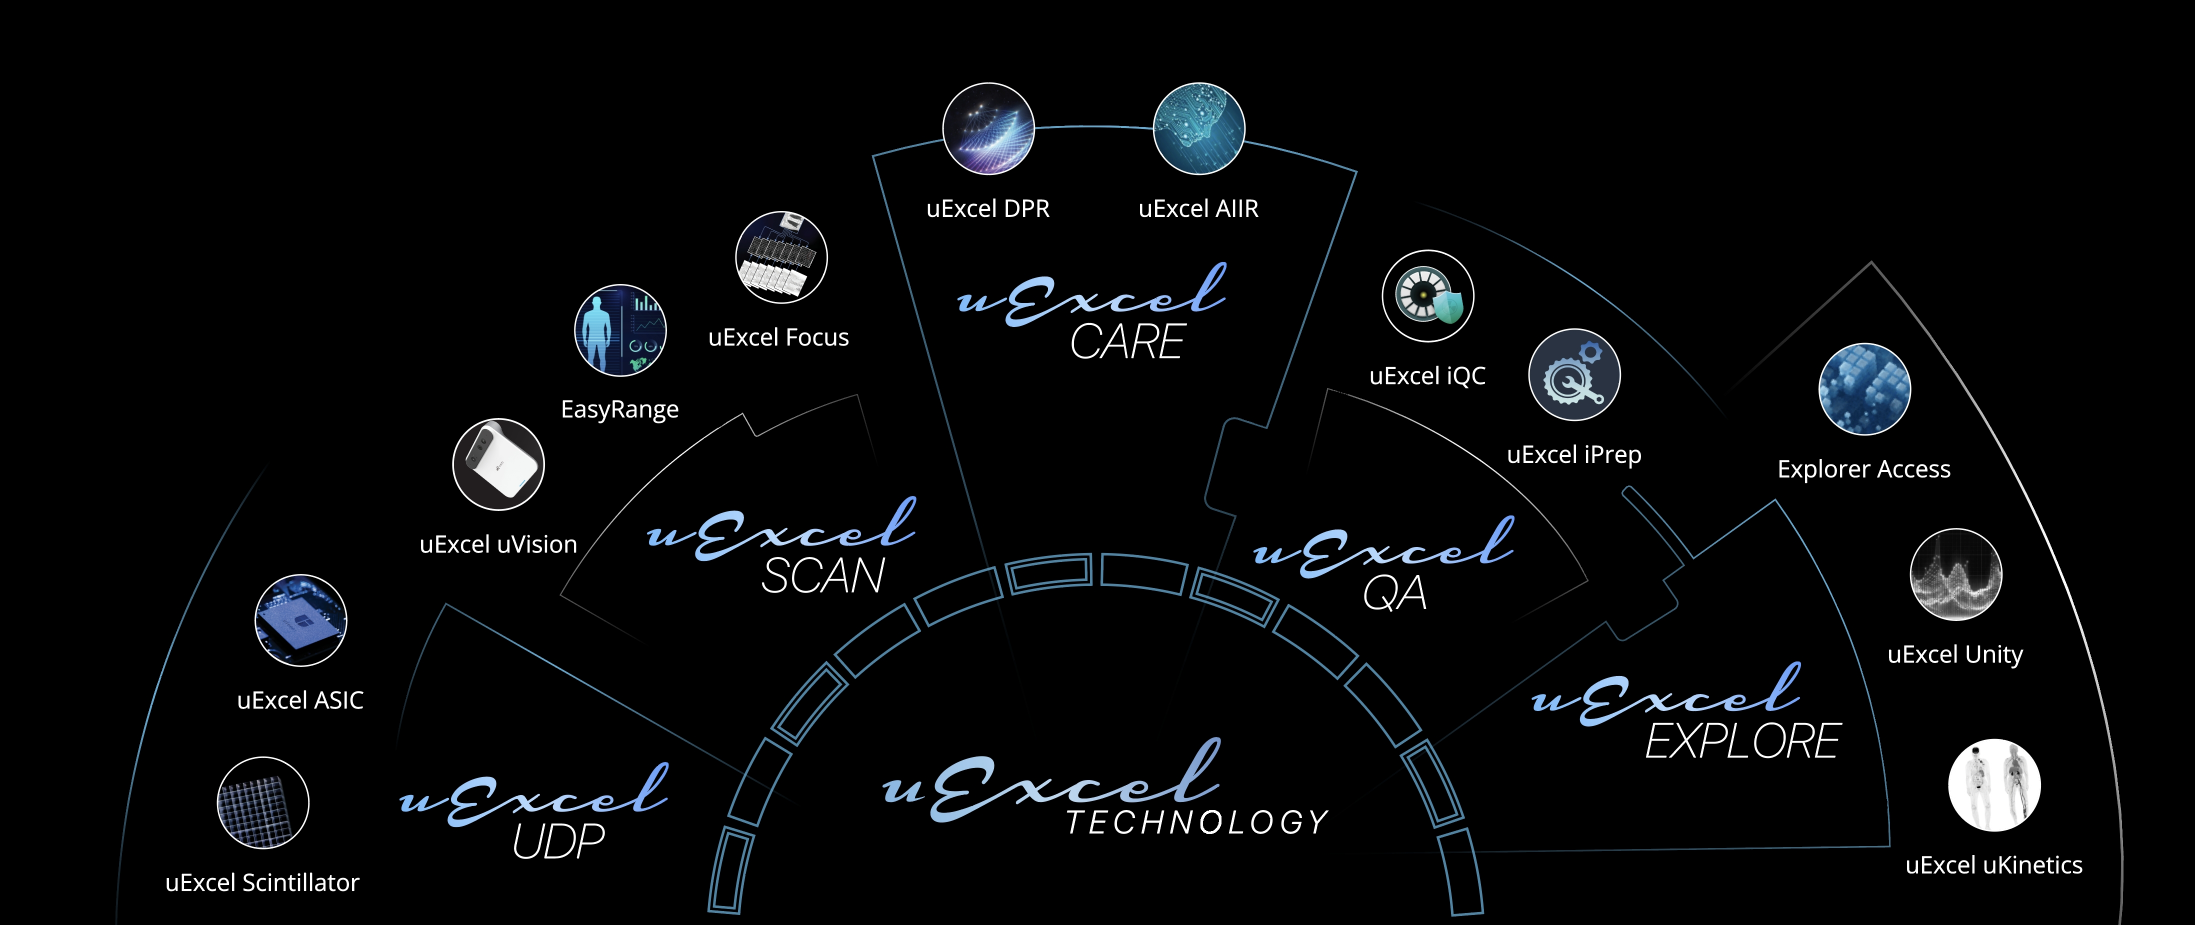 uExcel DPR
uExcel AIIR
uExcel
CARE
uExcel Focus
EasyRange
uExcel uVision
uExcel
SCAN
uExcel iQC
uExcel iPrep
uExcel
QA
Explorer Access
uExcel Unity
uExcel uKinetics
uExcel
EXPLORE
uExcel ASIC
uExcel Scintillator
uExcel
UDP
uExcel
TECHNOLOGY